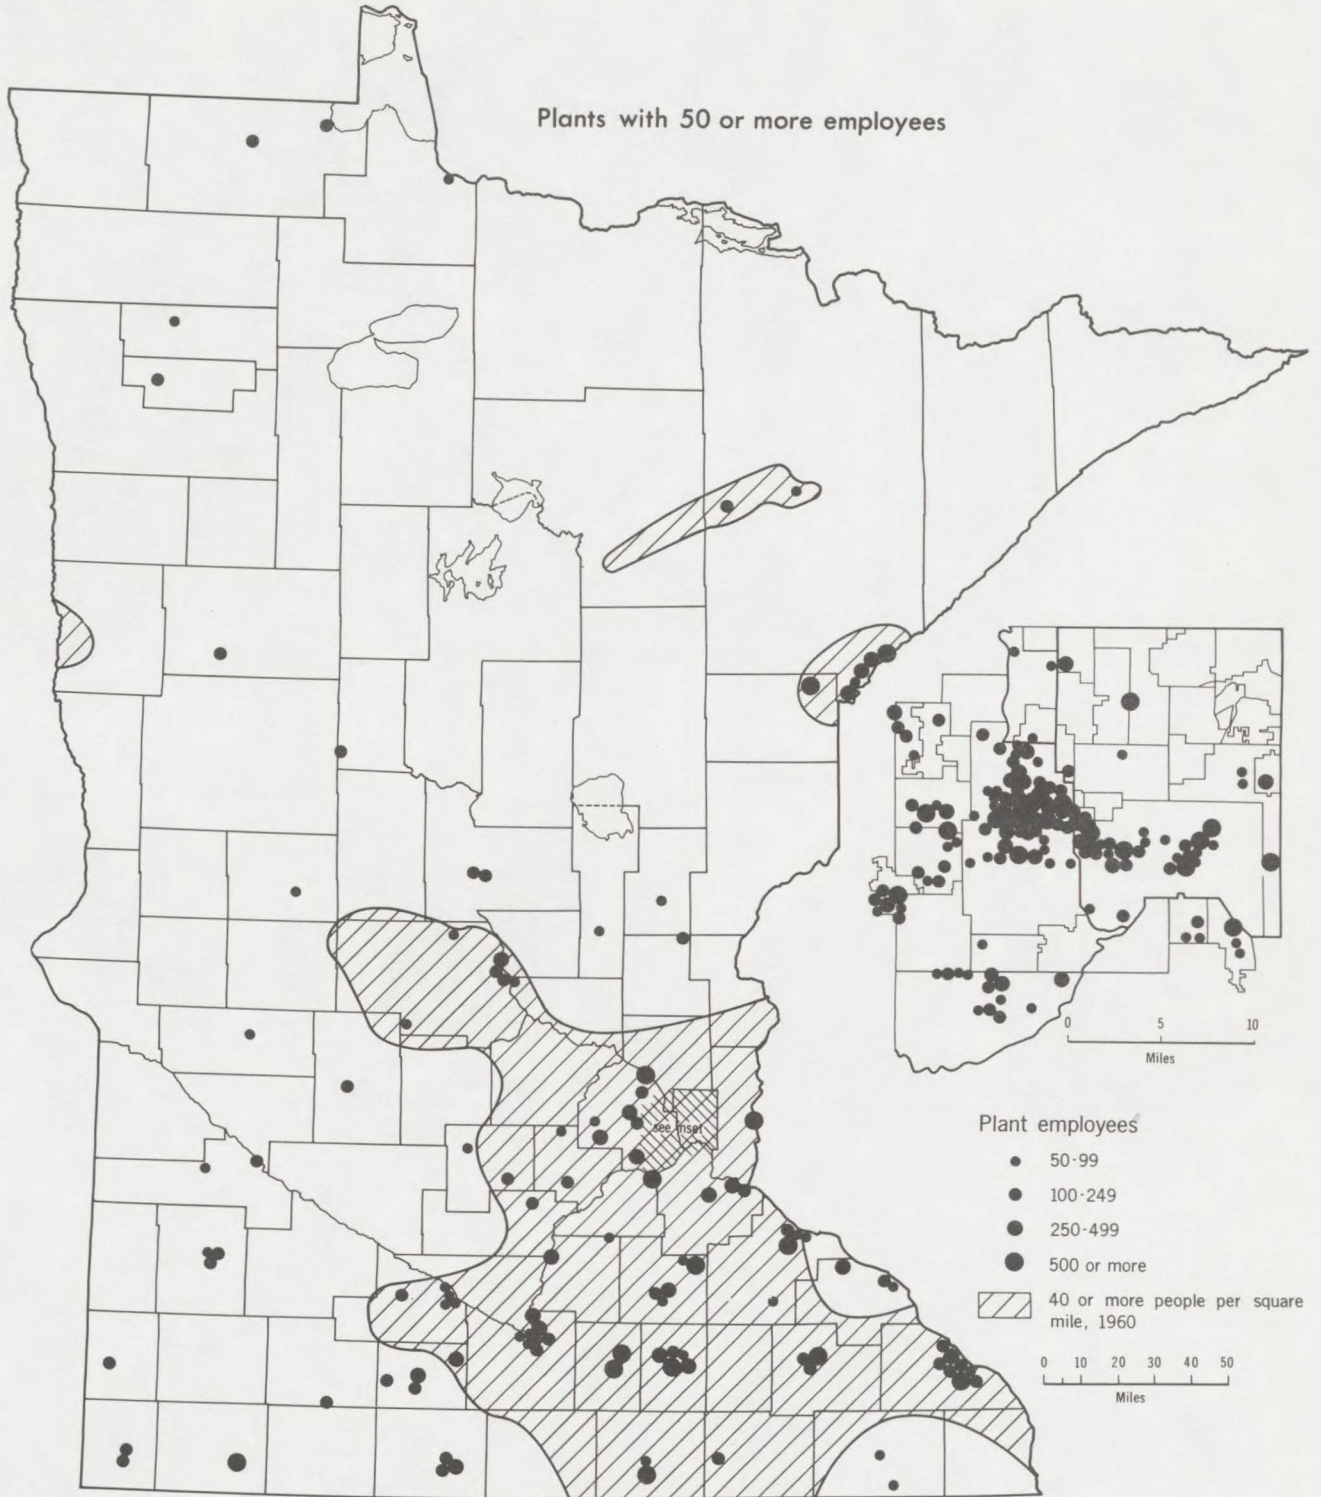 Plants with 50 or more employees
see inset
0 5 10
Miles
Plant employees
50-99
100-249
250-499
500 or more
40 or more people per square
mile, 1960
0 10 20 30 40 50
Miles